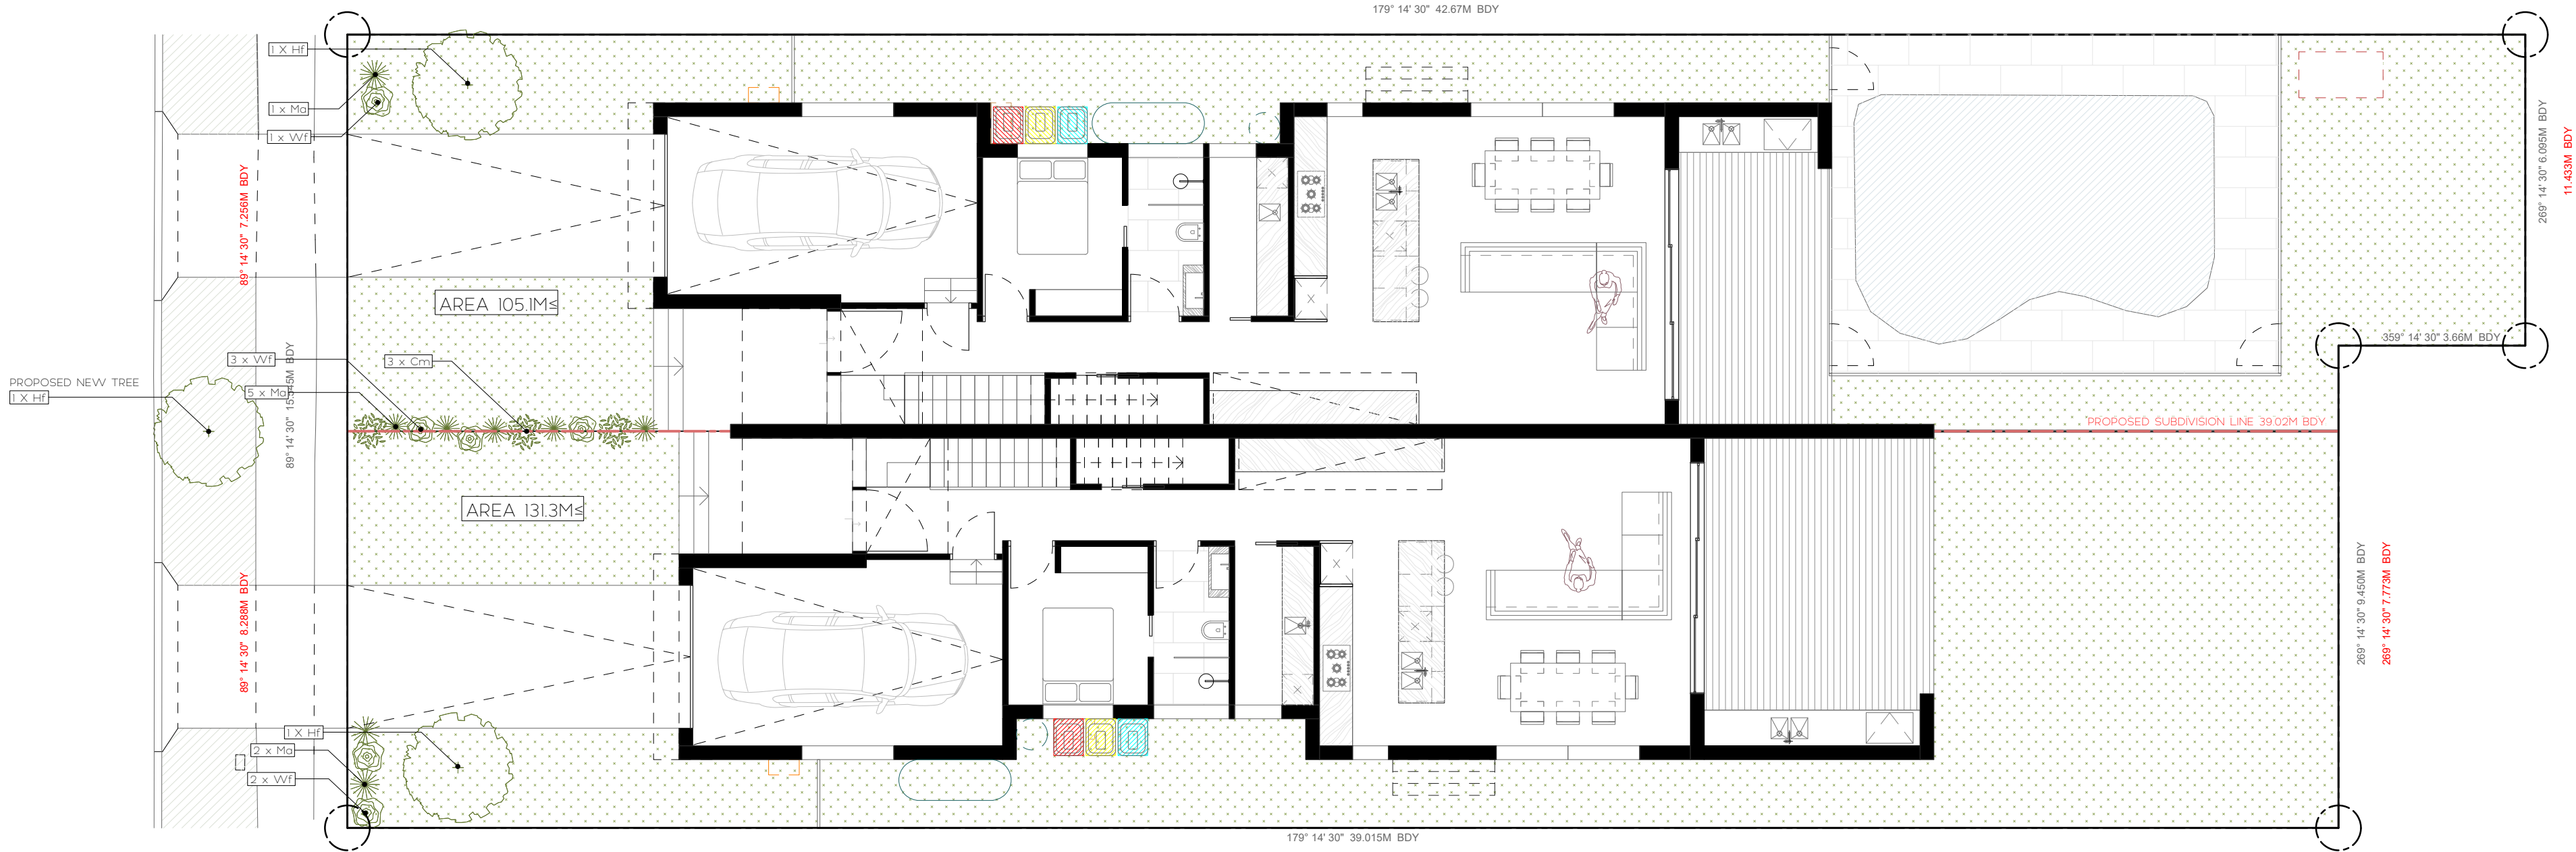 179° 14' 30" 42.67M BDY
1 X Hf
1 x Ma
1 x Wf
89° 14' 30" 7.256M BDY
269° 14' 30" 6.095M BDY
11.433M BDY
AREA 105.1M≤
359° 14' 30" 3.66M BDY
3 x Wf
3 x Cm
PROPOSED NEW TREE
1 X Hf
5 x Ma
89° 14' 30" BDY
PROPOSED SUBDIVISION LINE 39.02M BDY
AREA 131.3M≤
89° 14' 30" 8.288M BDY
269° 14' 30" 9.450M BDY
269° 14' 30" 7.773M BDY
1 X Hf
2 x Ma
2 x Wf
179° 14' 30" 39.015M BDY